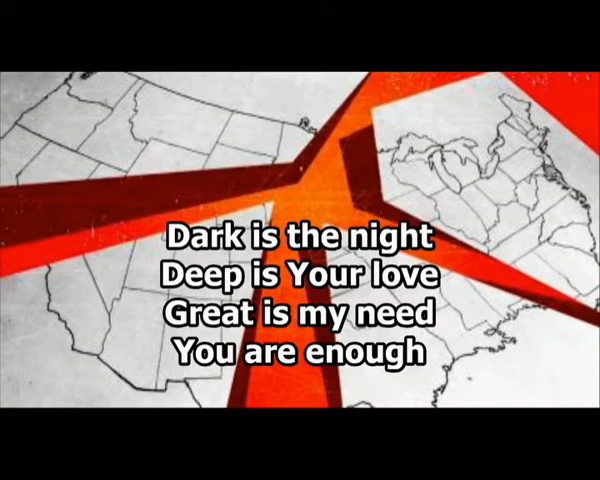 Dark is the night
Deep is Your love
Great is my need
You are enough